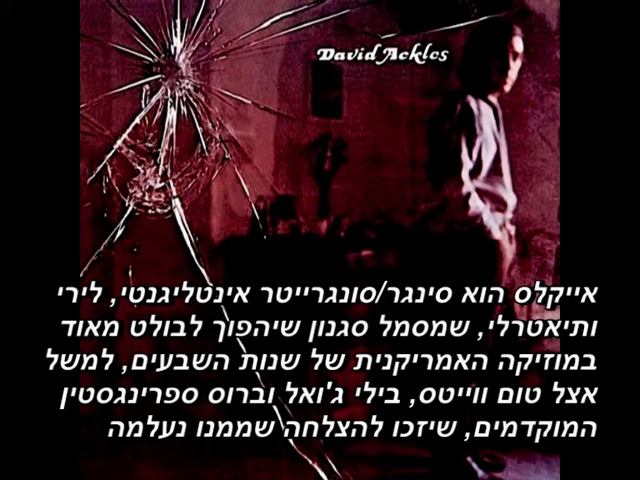 David Ackles
אייקלס הוא סינגר/סונגרייטר אינטליגנטי, לירי
ותיאטרלי, שמסמל סגנון שיהפוך לבולט מאוד
במוזיקה האמריקנית של שנות השבעים, למשל
אצל טום ווייטס, בילי ג'ואל וברוס ספרינגסטין
המוקדמים, שיזכו להצלחה שממנו נעלמה